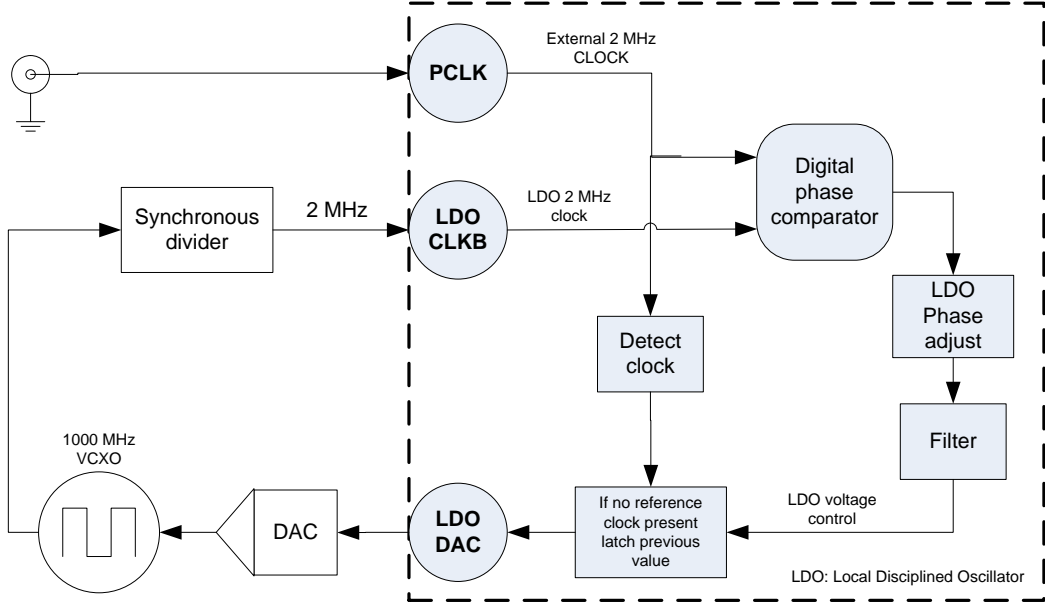 External 2 MHz
CLOCK
PCLK
Digital
phase
comparator
LDO 2 MHz
clock
Synchronous
divider
2 MHz
LDO
CLKB
LDO
Phase
adjust
Detect
clock
Filter
1000 MHz
VCXO
DAC
LDO
DAC
If no reference
clock present
latch previous
value
LDO voltage
control
LDO: Local Disciplined Oscillator